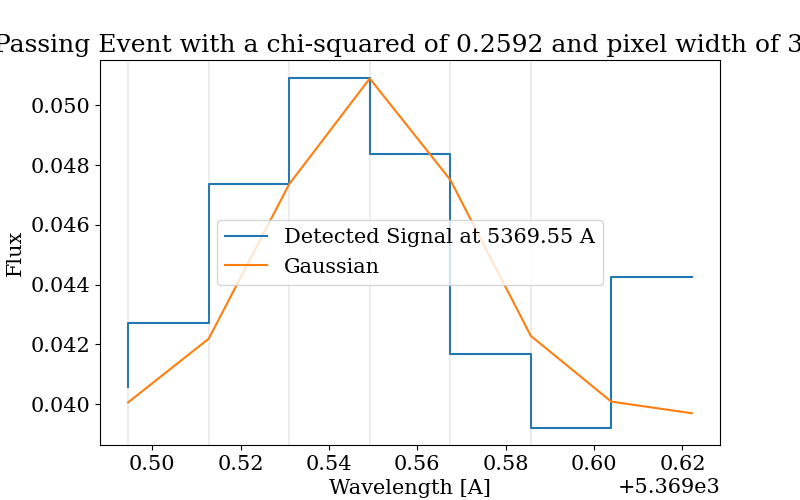 Passing Event with a chi-squared of 0.2592 and pixel width of 3
0.050
0.048
0.046
0.044
0.042
0.040
Flux
Detected Signal at 5369.55 A
Gaussian
0.50 0.52 0.54 0.56 0.58 0.60 0.62
Wavelength [A]
+5.369e3